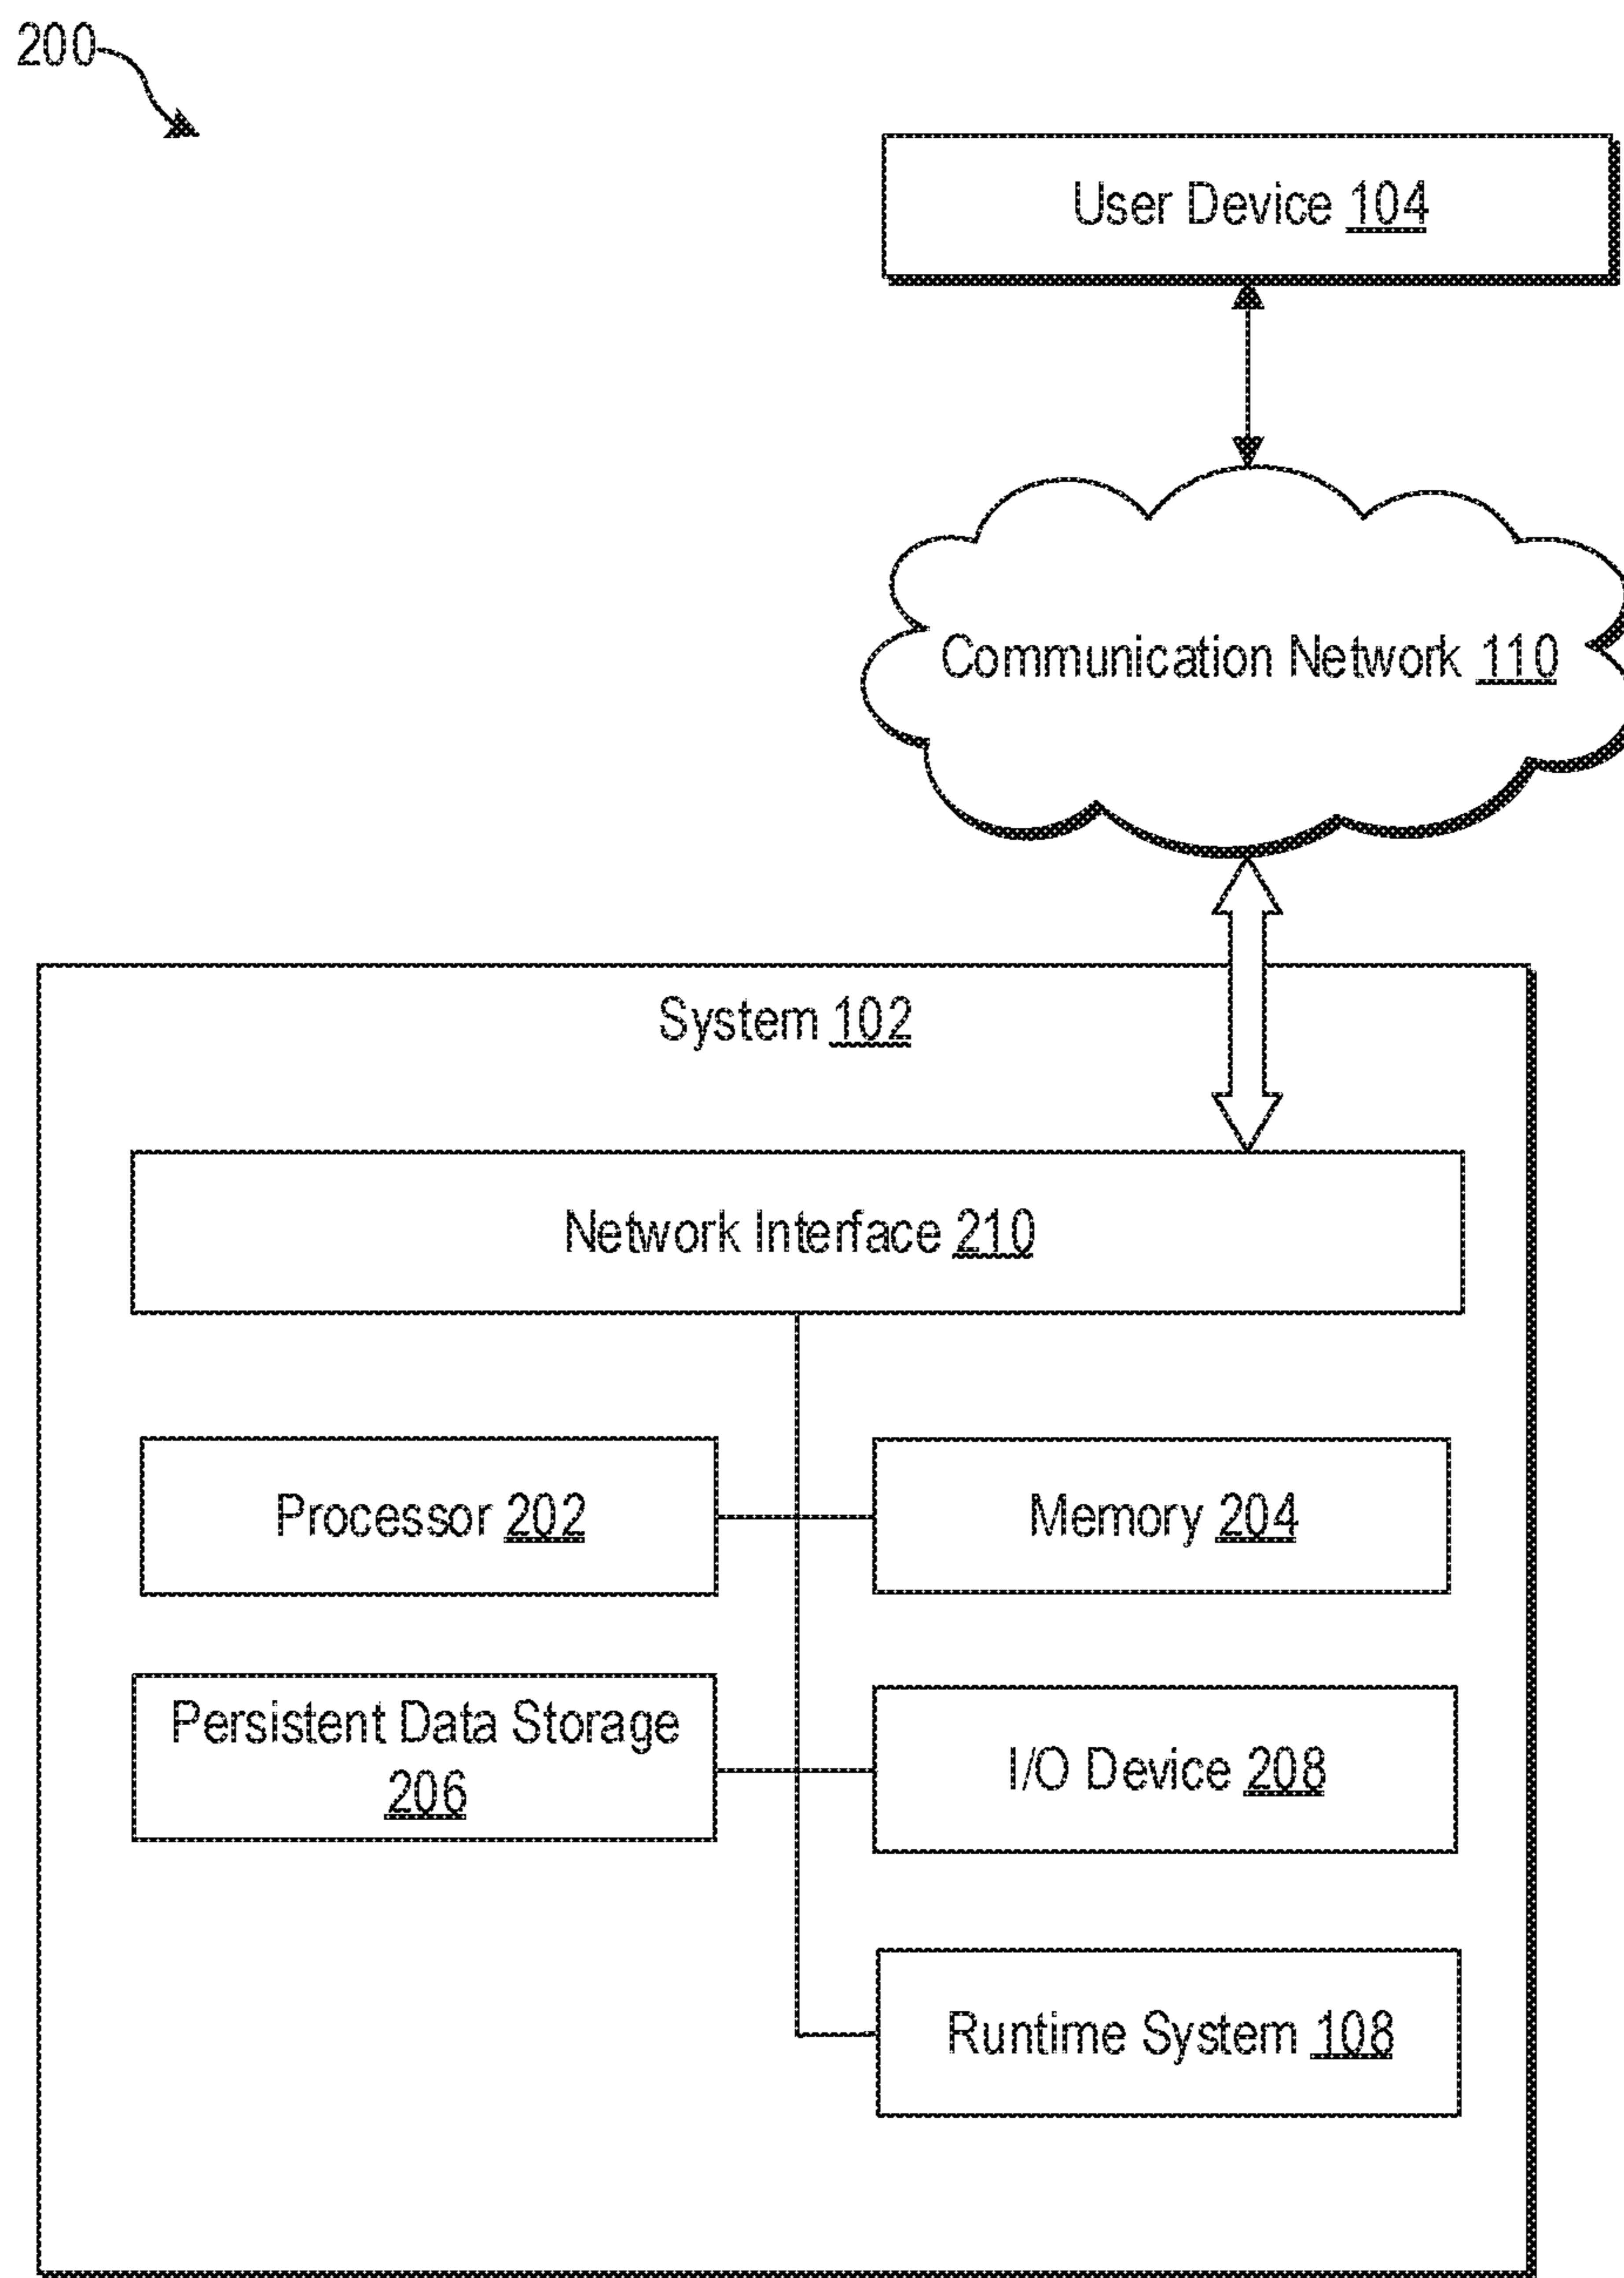 200
User Device 104
Communication Network 110
System 102
Network Interface 210
Processor 202
Memory 204
Persistent Data Storage
206
I/O Device 208
Runtime System 108